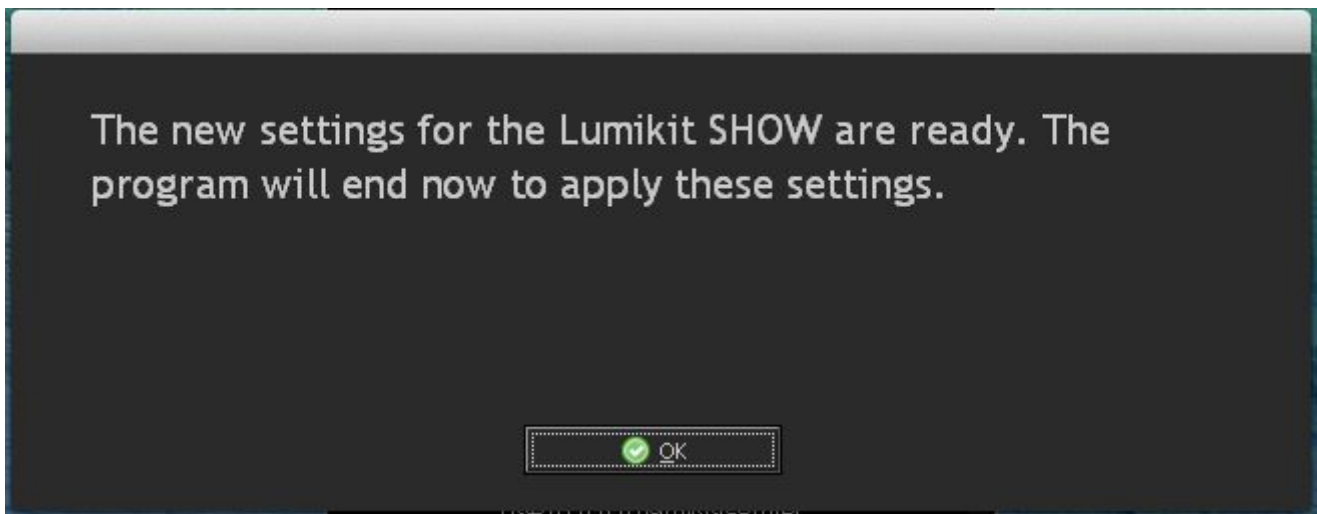 The new settings for the Lumikit SHOW are ready. The
program will end now to apply these settings.
OK